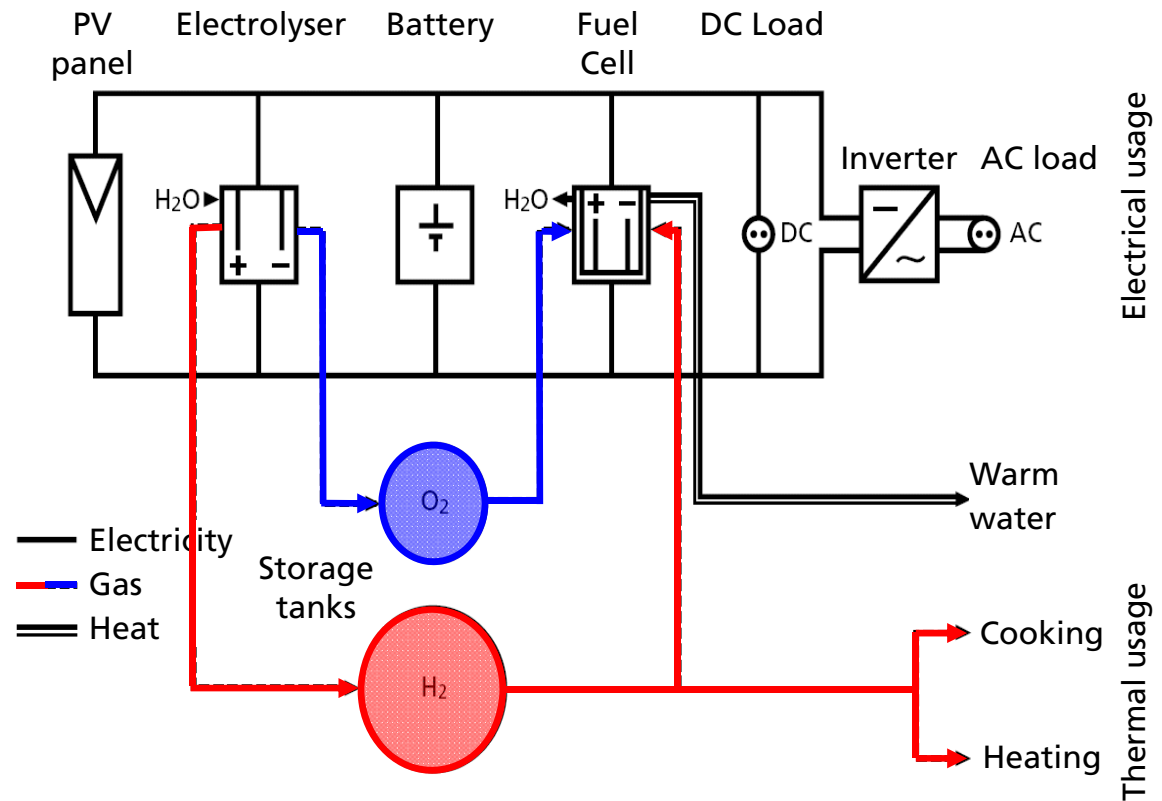 PV
panel
Electrolyser
Battery
Fuel
Cell
DC Load
Electrical usage
Inverter
AC load
H₂O
+ −
H₂O
+ −
DC
−
~
AC
O₂
Warm
water
Electricity
Gas
Heat
Storage
tanks
H₂
Cooking
Heating
Thermal usage